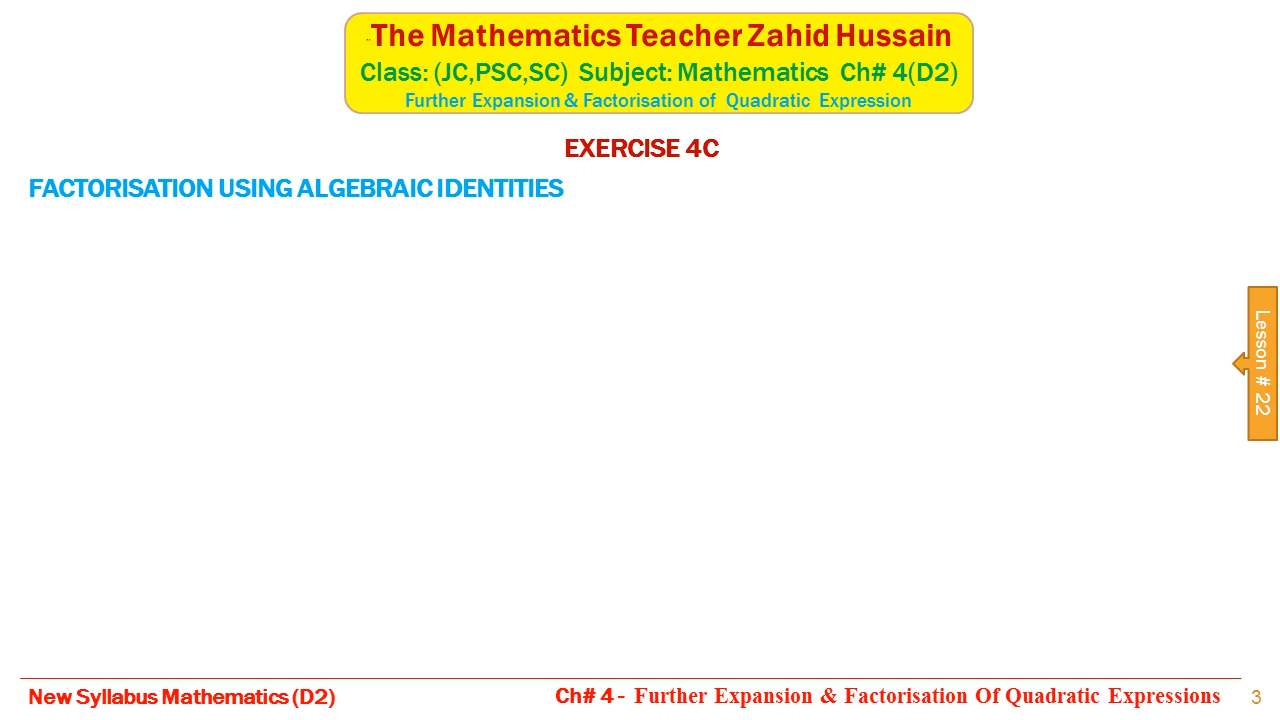 The Mathematics Teacher Zahid Hussain
Class: (JC,PSC,SC) Subject: Mathematics Ch# 4(D2)
Further Expansion & Factorisation of Quadratic Expression
EXERCISE 4C
FACTORISATION USING ALGEBRAIC IDENTITIES
Lesson # 22
New Syllabus Mathematics (D2)
Ch# 4 - Further Expansion & Factorisation Of Quadratic Expressions
3